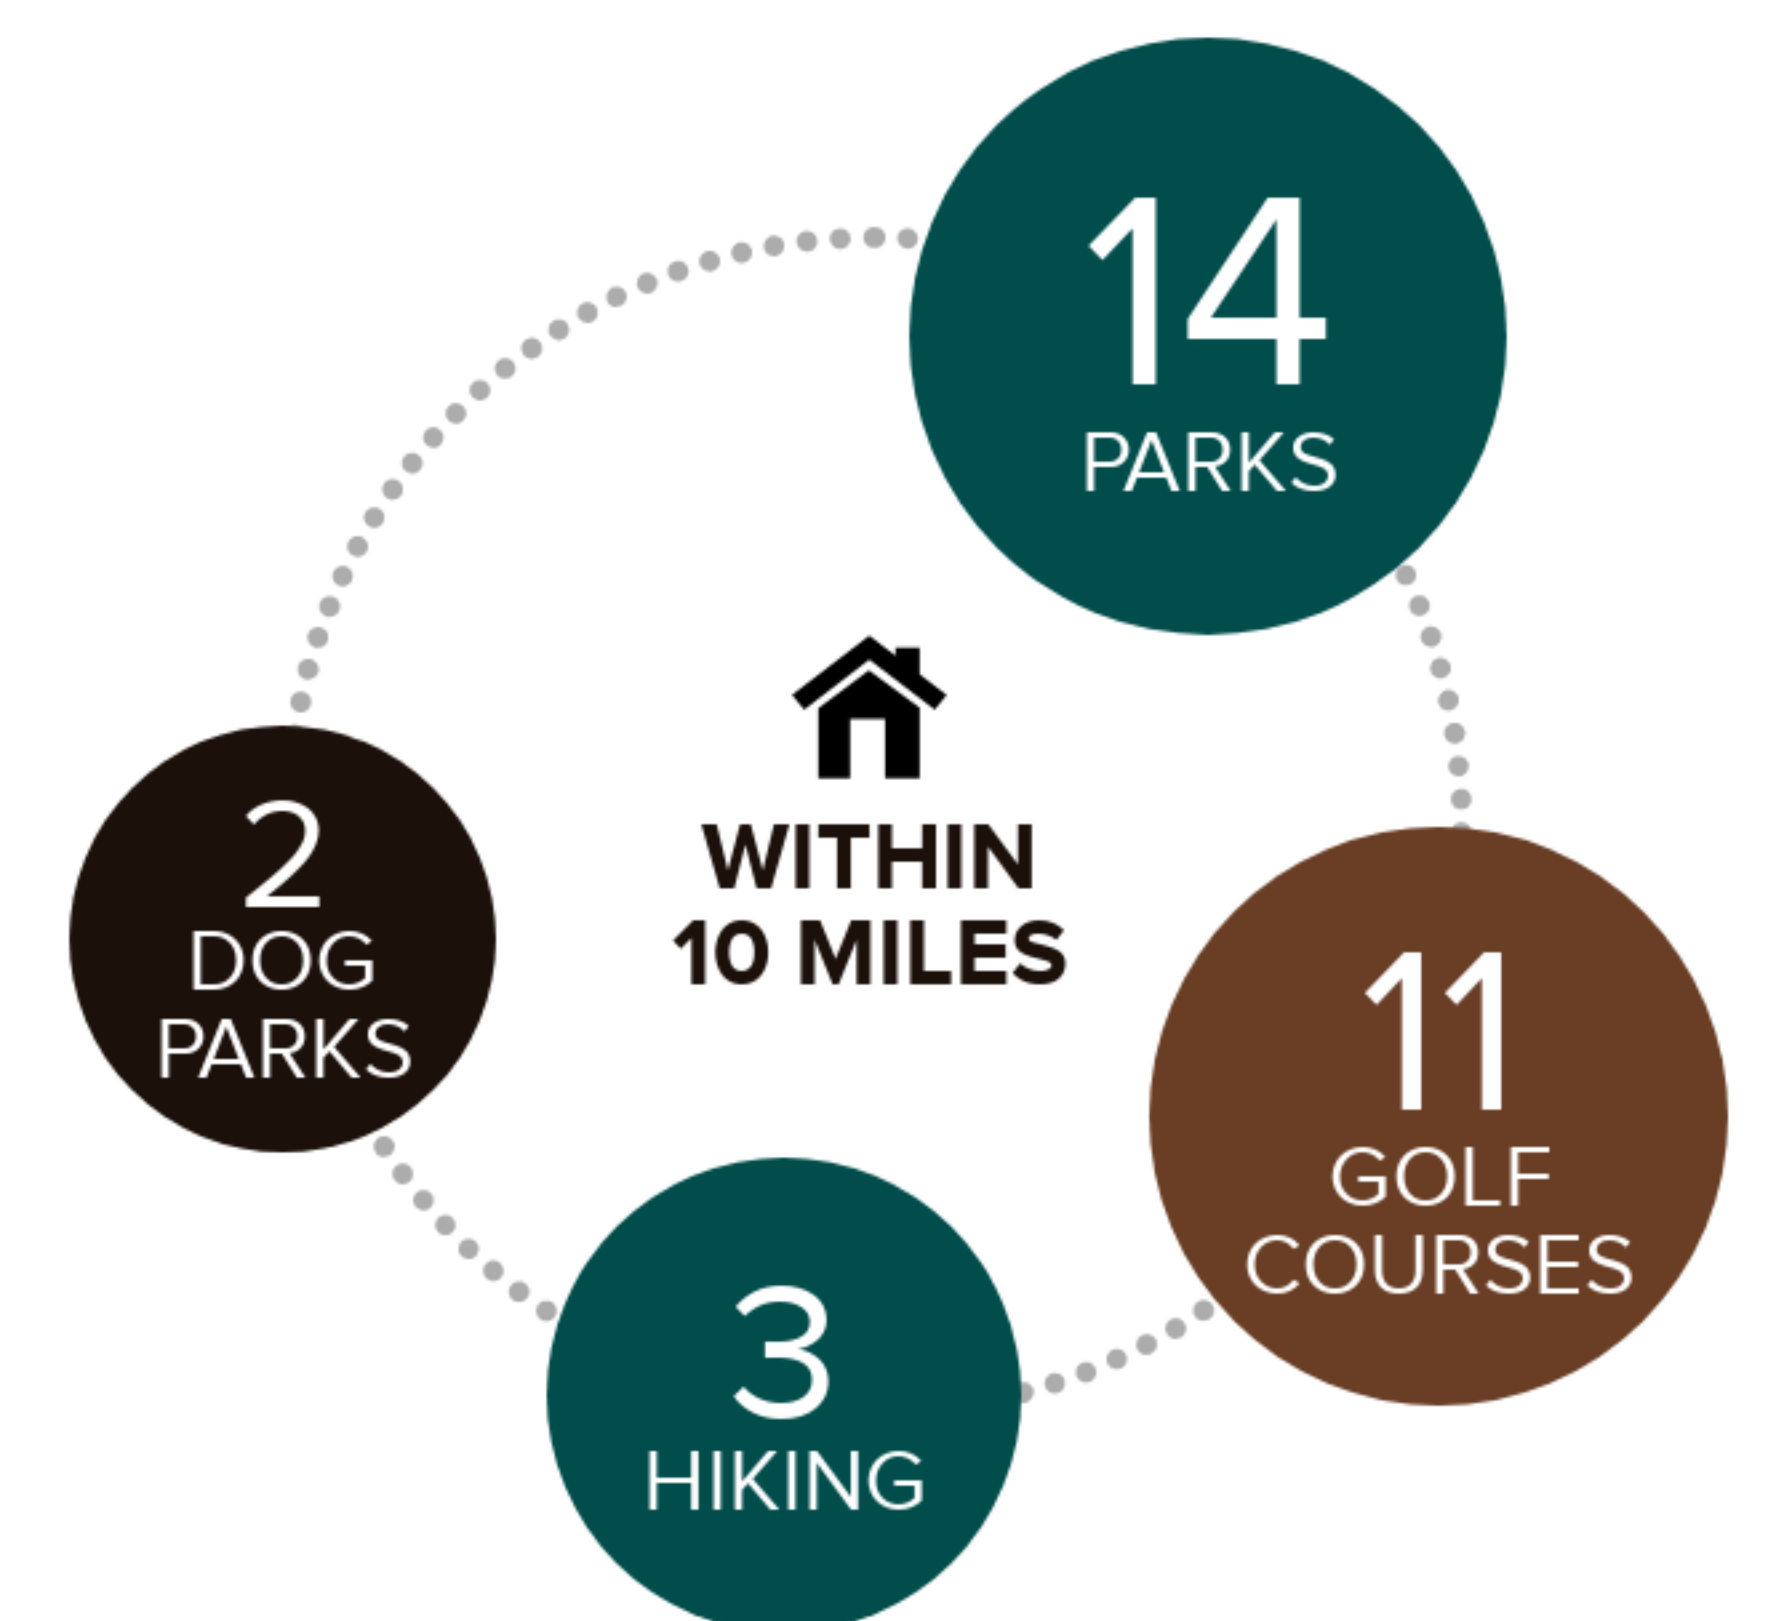 14
PARKS
WITHIN
10 MILES
2
DOG
PARKS
11
GOLF
COURSES
3
HIKING